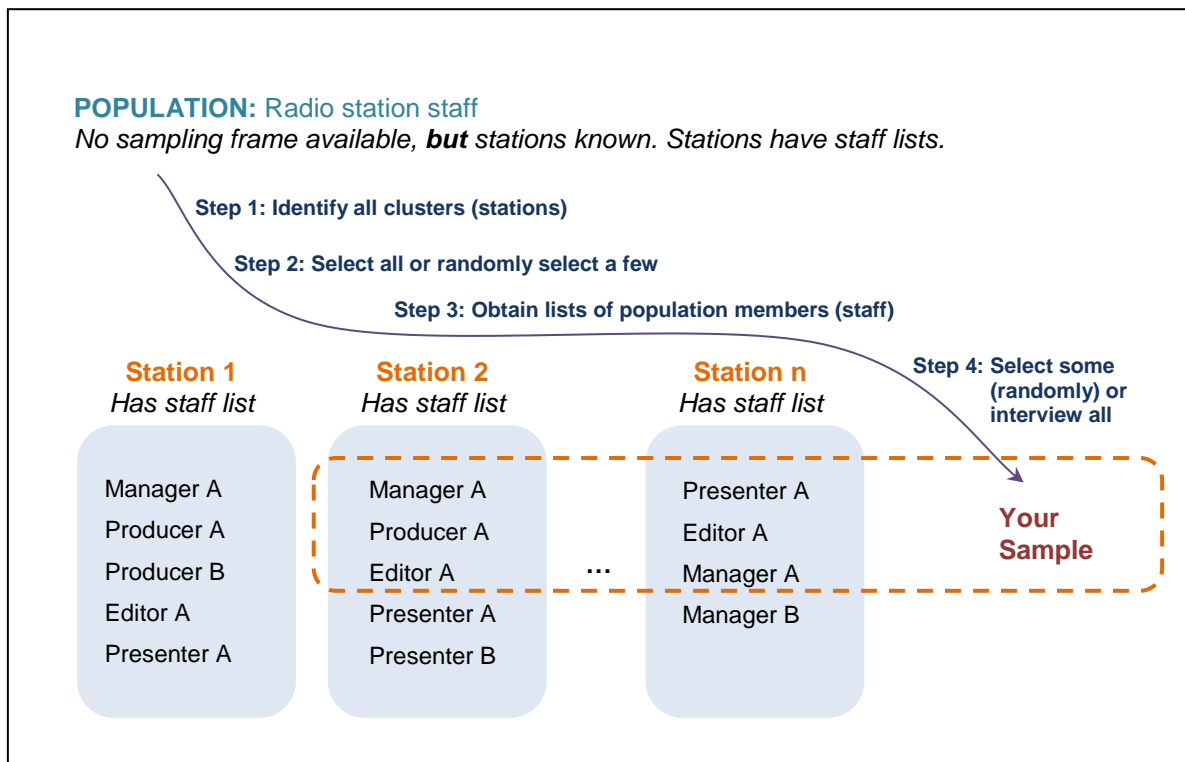 POPULATION: Radio station staff
No sampling frame available, but stations known. Stations have staff lists.
Step 1: Identify all clusters (stations)
Step 2: Select all or randomly select a few
Step 3: Obtain lists of population members (staff)
Step 4: Select some
(randomly) or
interview all
Station 1
Has staff list
Manager A
Producer A
Producer B
Editor A
Presenter A
Station 2
Has staff list
Manager A
Producer A
Editor A
Presenter A
Presenter B
...
Station n
Has staff list
Presenter A
Editor A
Manager A
Manager B
Your
Sample